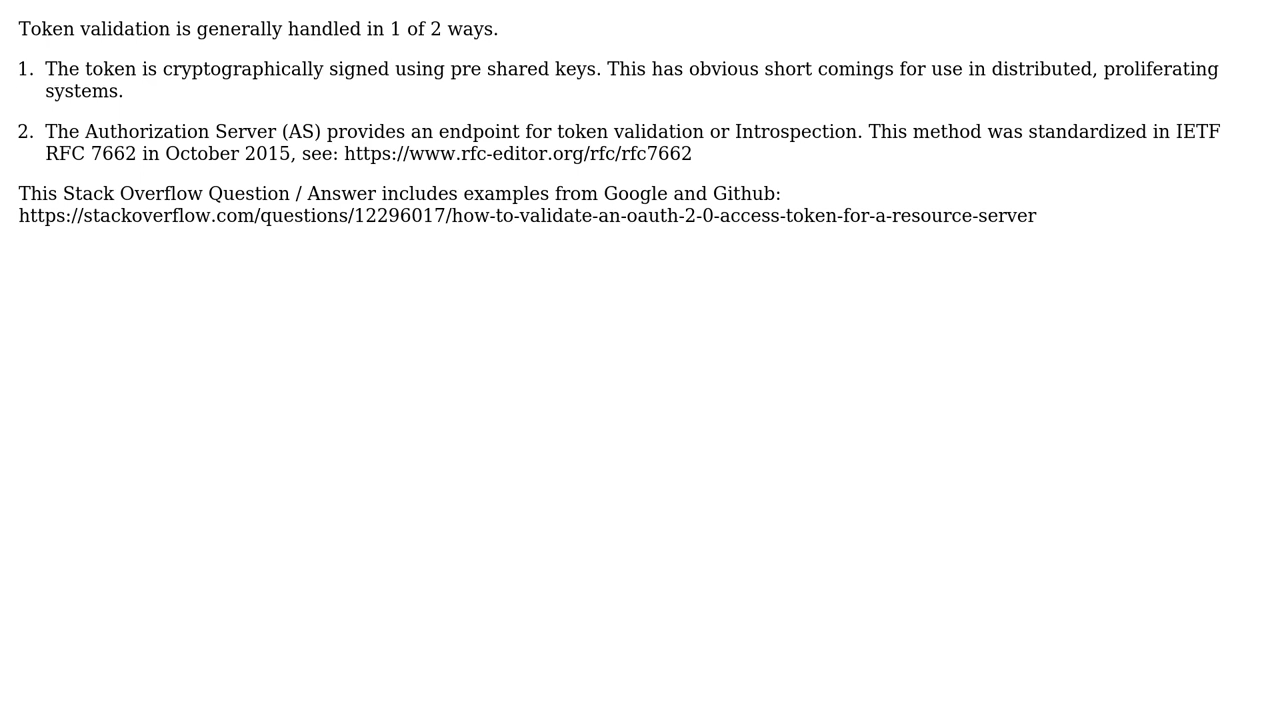 Token validation is generally handled in 1 of 2 ways.
1. The token is cryptographically signed using pre shared keys. This has obvious short comings for use in distributed, proliferating
systems.
2. The Authorization Server (AS) provides an endpoint for token validation or Introspection. This method was standardized in IETF
RFC 7662 in October 2015, see: https://www.rfc-editor.org/rfc/rfc7662
This Stack Overflow Question / Answer includes examples from Google and Github:
https://stackoverflow.com/questions/12296017/how-to-validate-an-oauth-2-0-access-token-for-a-resource-server